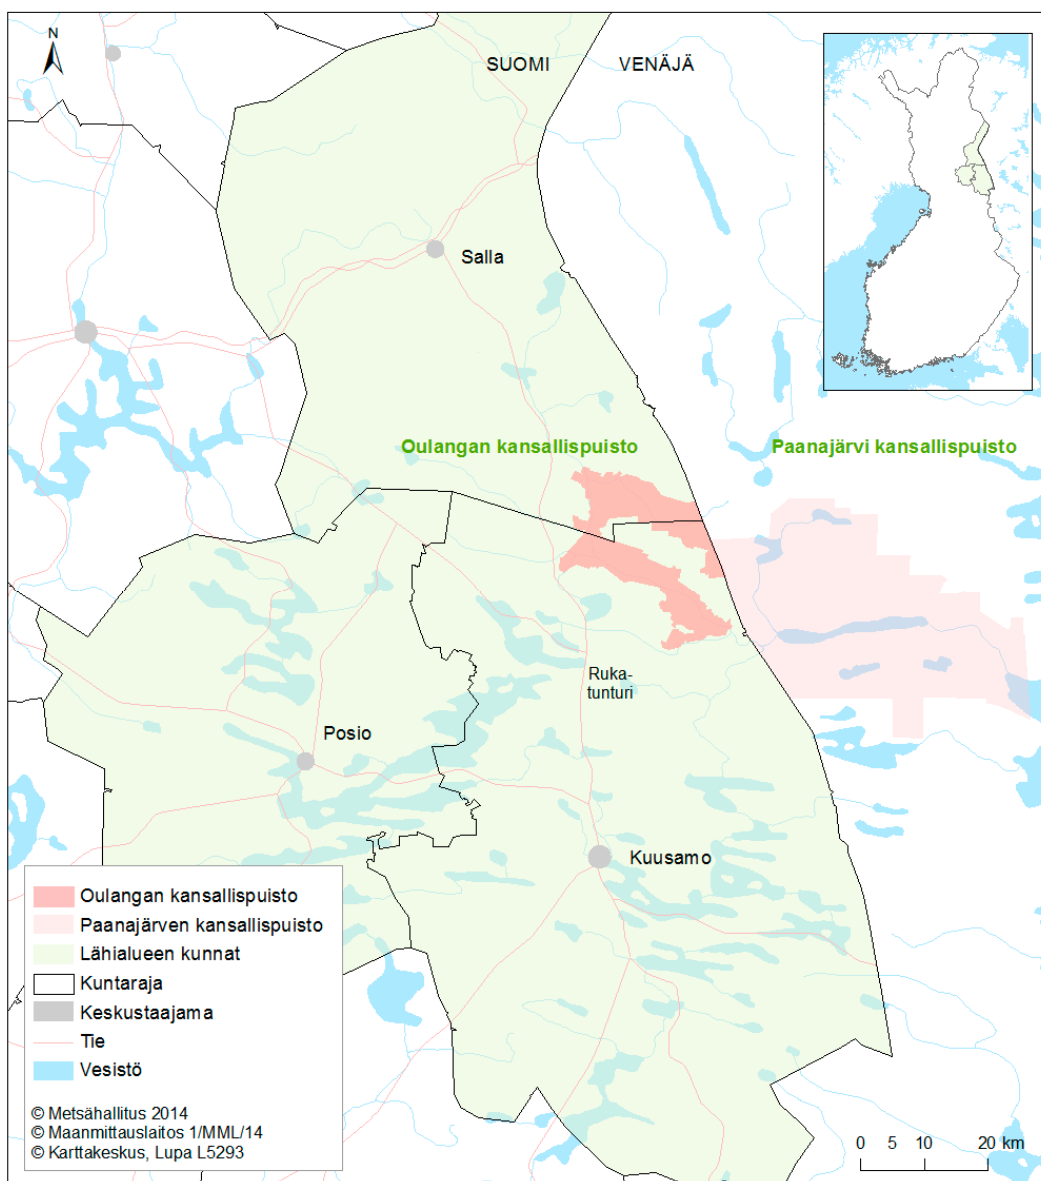 N
SUOMI
VENÄJÄ
Salla
Oulangan kansallispuisto
Paanajärvi kansallispuisto
Ruka-
tunturi
Posio
Kuusamo
Oulangan kansallispuisto
Paanajärven kansallispuisto
Lähialueen kunnat
Kuntaraja
Keskustaajama
Tie
Vesistö
© Metsähallitus 2014
© Maanmittauslaitos 1/MML/14
© Karttakeskus, Lupa L5293
0 5 10 20 km